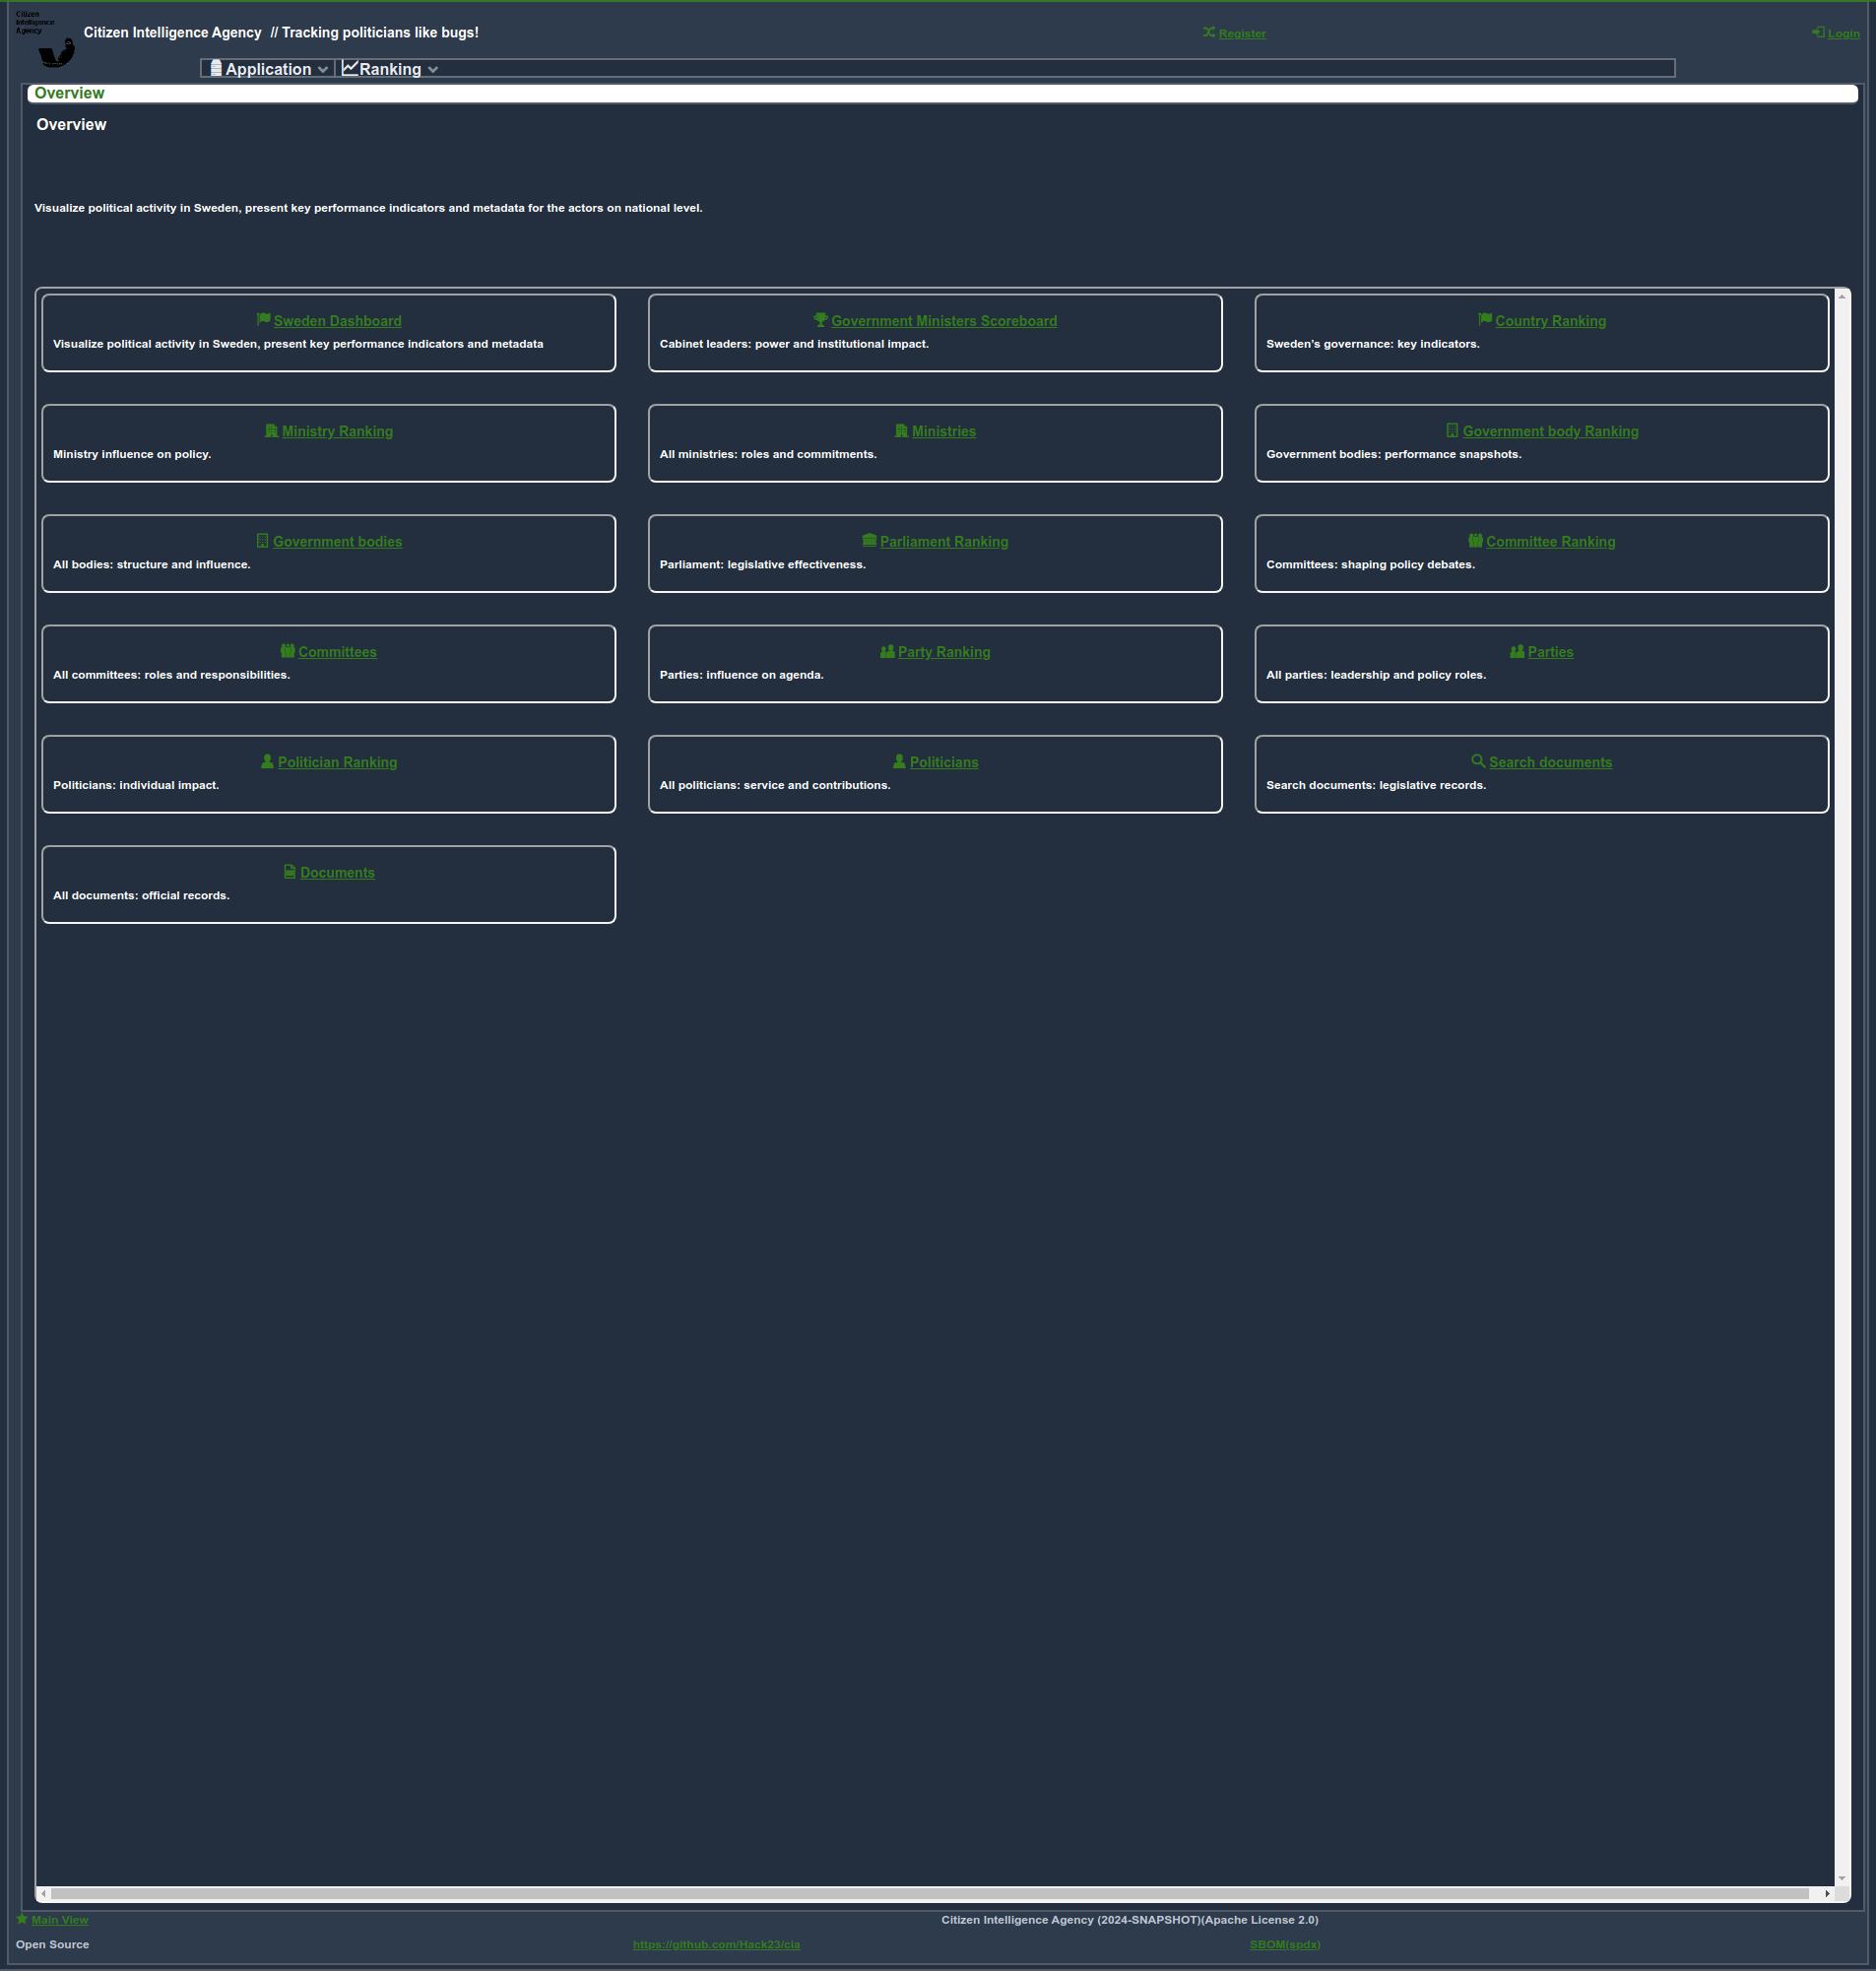 Citizen
Intelligence
Agency
Citizen Intelligence Agency // Tracking politicians like bugs!
Register
Login
Application
Ranking
Overview
Overview
Visualize political activity in Sweden, present key performance indicators and metadata for the actors on national level.
Sweden Dashboard
Visualize political activity in Sweden, present key performance indicators and metadata
Government Ministers Scoreboard
Cabinet leaders: power and institutional impact.
Country Ranking
Sweden's governance: key indicators.
Ministry Ranking
Ministry influence on policy.
Ministries
All ministries: roles and commitments.
Government body Ranking
Government bodies: performance snapshots.
Government bodies
All bodies: structure and influence.
Parliament Ranking
Parliament: legislative effectiveness.
Committee Ranking
Committees: shaping policy debates.
Committees
All committees: roles and responsibilities.
Party Ranking
Parties: influence on agenda.
Parties
All parties: leadership and policy roles.
Politician Ranking
Politicians: individual impact.
Politicians
All politicians: service and contributions.
Search documents
Search documents: legislative records.
Documents
All documents: official records.
Main View
Citizen Intelligence Agency (2024-SNAPSHOT)(Apache License 2.0)
Open Source
https://github.com/Hack23/cia
SBOM(spdx)